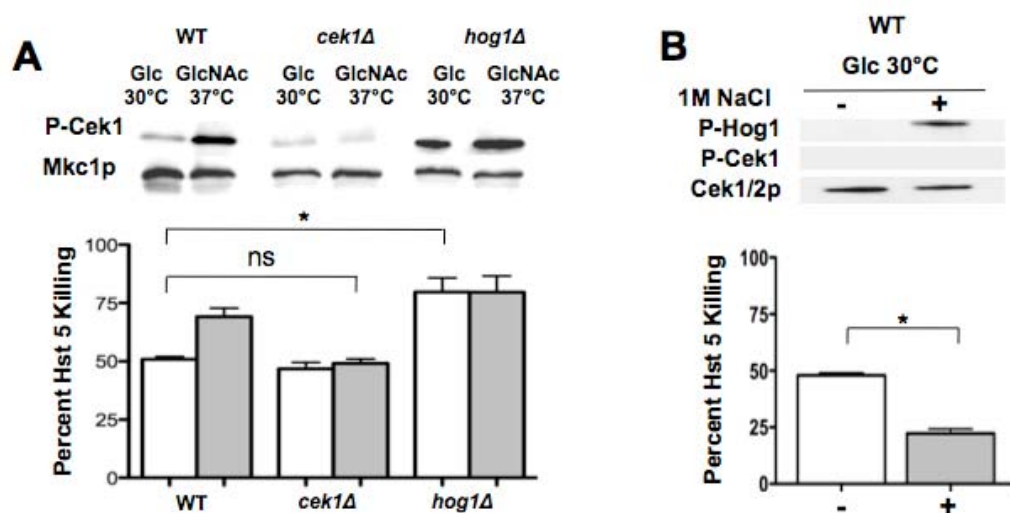 A
WT cek1Δ hog1Δ
Glc GlcNAc Glc GlcNAc Glc GlcNAc
30°C 37°C 30°C 37°C 30°C 37°C
P-Cek1
Mkc1p
*
ns
Percent Hst 5 Killing
100
75
50
25
0
WT cek1Δ hog1Δ
B
WT
Glc 30°C
1M NaCl - +
P-Hog1
P-Cek1
Cek1/2p
*
Percent Hst 5 Killing
100
75
50
25
0
- +